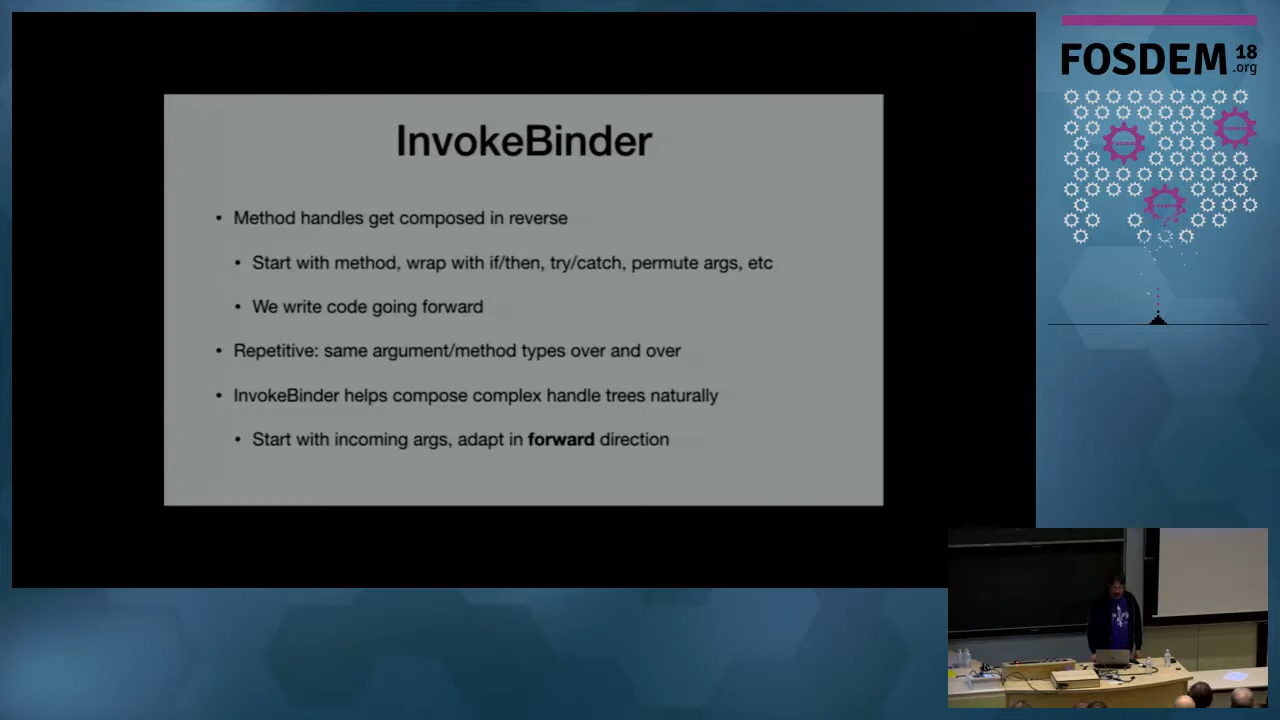 InvokeBinder
• Method handles get composed in reverse
• Start with method, wrap with if/then, try/catch, permute args, etc
• We write code going forward
• Repetitive: same argument/method types over and over
• InvokeBinder helps compose complex handle trees naturally
• Start with incoming args, adapt in forward direction
FOSDEM 18
.org